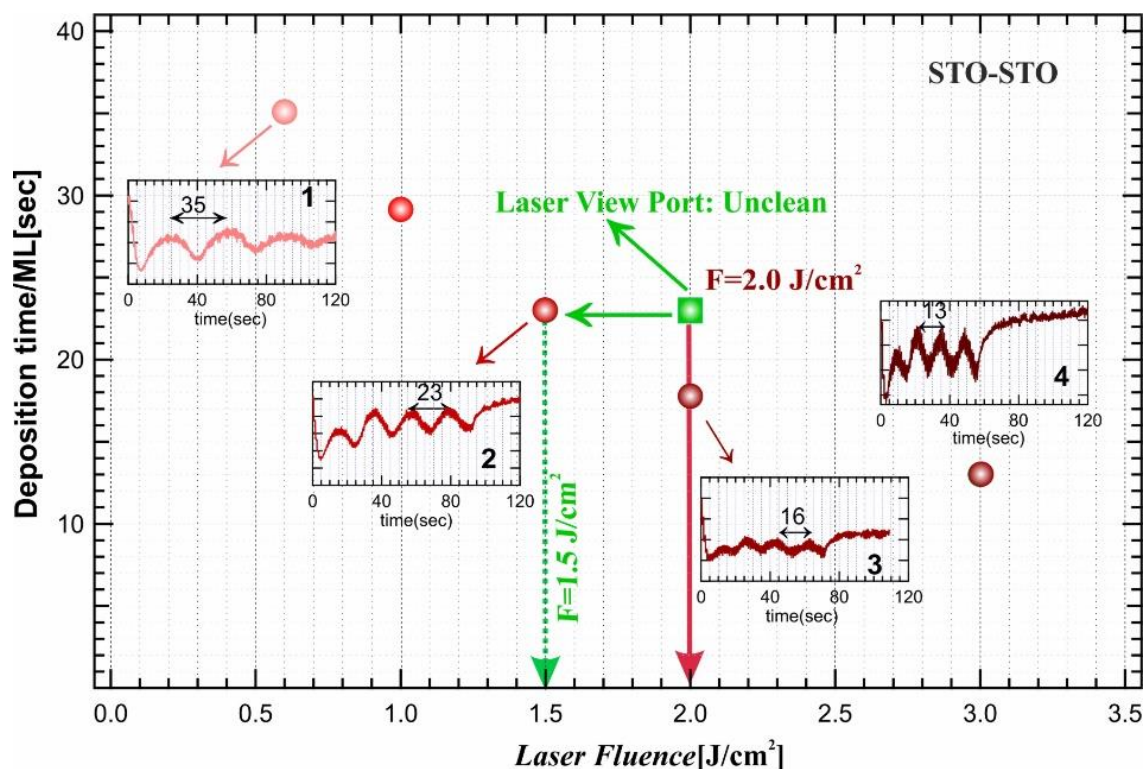 40
30
20
10
Deposition time/ML[sec]
STO-STO
1
35
0 40 80 120
time(sec)
Laser View Port: Unclean
F=2.0 J/cm²
13
4
0 40 80 120
time(sec)
23
2
0 40 80 120
time(sec)
F=1.5 J/cm²
16
3
0 40 80 120
time(sec)
0.0 0.5 1.0 1.5 2.0 2.5 3.0 3.5
Laser Fluence[J/cm²]